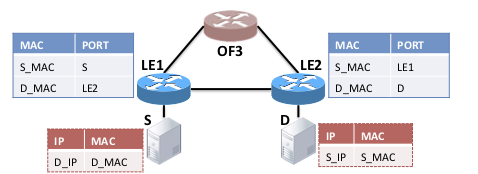 OF3
MAC PORT
S_MAC S
D_MAC LE2
LE1
LE2
MAC PORT
S_MAC LE1
D_MAC D
S
D
IP MAC
D_IP D_MAC
IP MAC
S_IP S_MAC